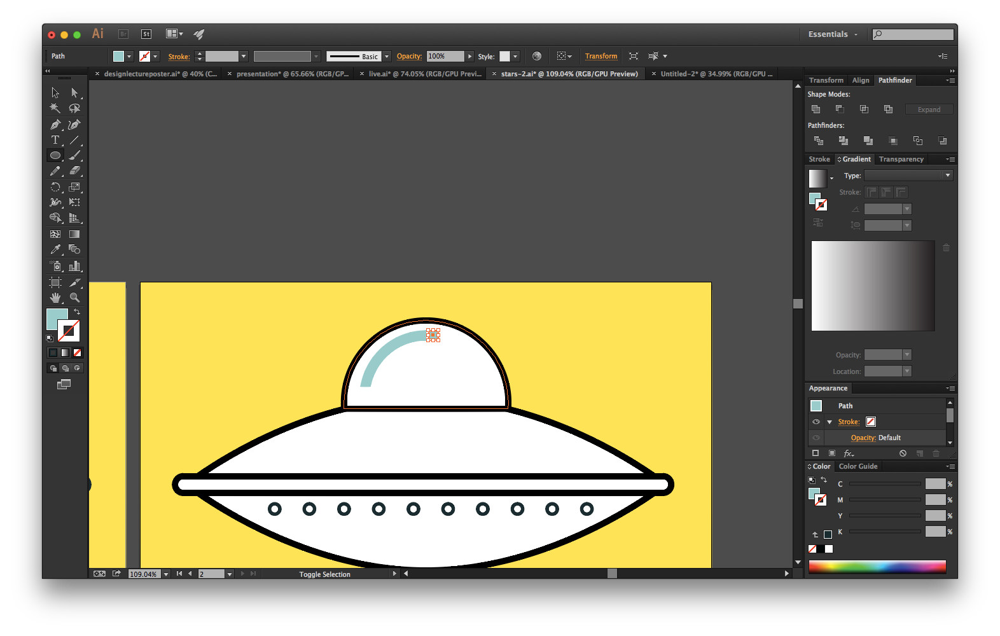 Ai Br St Essentials
Path Stroke: Basic Opacity: 100% Style: Transform
designlectureposter.ai* @ 40% (C... presentation* @ 65.66% (RGB/GP... live.ai* @ 74.05% (RGB/GPU Previ... stars-2.ai* @ 109.04% (RGB/GPU Preview) Untitled-2* @ 34.99% (RGB/GPU ...
Transform Align Pathfinder
Shape Modes:
Expand
Pathfinders:
Stroke Gradient Transparency
Type:
Stroke:
Opacity:
Location:
Appearance
Path
Stroke:
Opacity: Default
fx
Color Color Guide
C %
M %
Y %
K %
T
109.04% 2 Toggle Selection